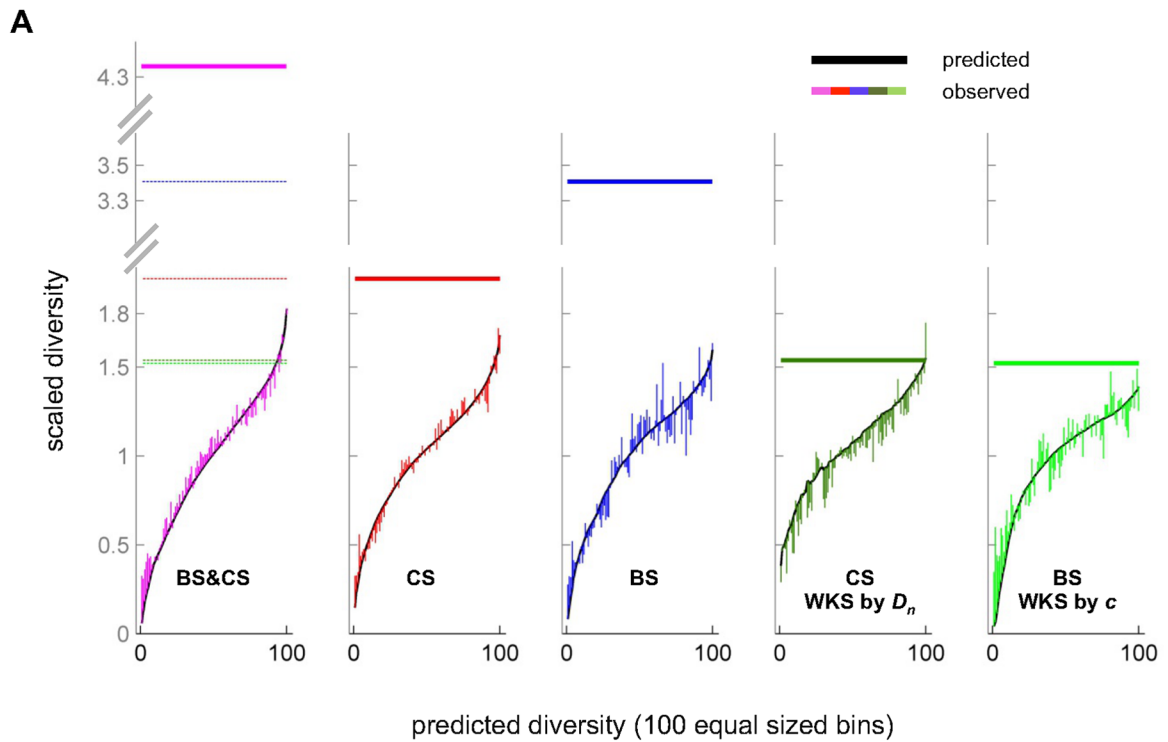 A
predicted
observed
4.3
3.5
3.3
1.8
1.5
1
0.5
0
scaled diversity
BS&CS
CS
BS
CS
WKS by Dn
BS
WKS by c
0 100 0 100 0 100 0 100 0 100
predicted diversity (100 equal sized bins)